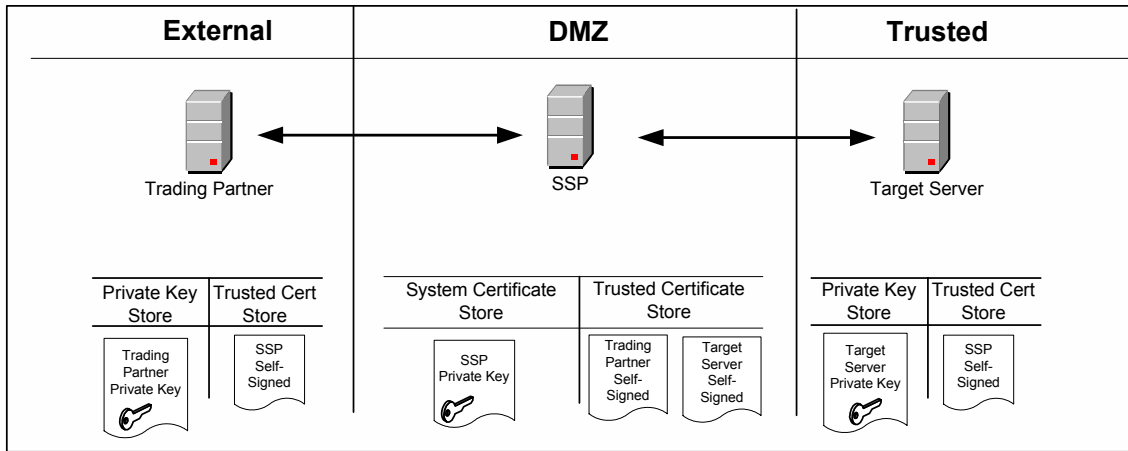 External
DMZ
Trusted
Trading Partner
SSP
Target Server
Private Key
Store
Trusted Cert
Store
System Certificate
Store
Trusted Certificate
Store
Private Key
Store
Trusted Cert
Store
Trading
Partner
Private Key
SSP
Self-
Signed
SSP
Private Key
Trading
Partner
Self-
Signed
Target
Server
Self-
Signed
Target
Server
Private Key
SSP
Self-
Signed